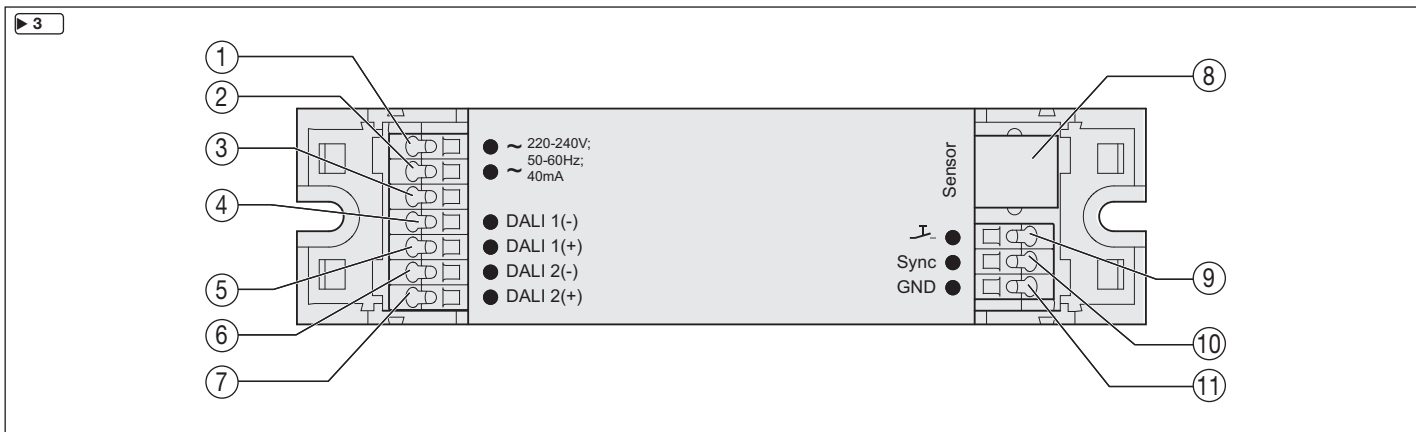 ▶ 3
1
2
3
4
5
6
7
~ 220-240V;
50-60Hz;
~ 40mA
DALI 1(-)
DALI 1(+)
DALI 2(-)
DALI 2(+)
Sensor
Sync
GND
8
9
10
11